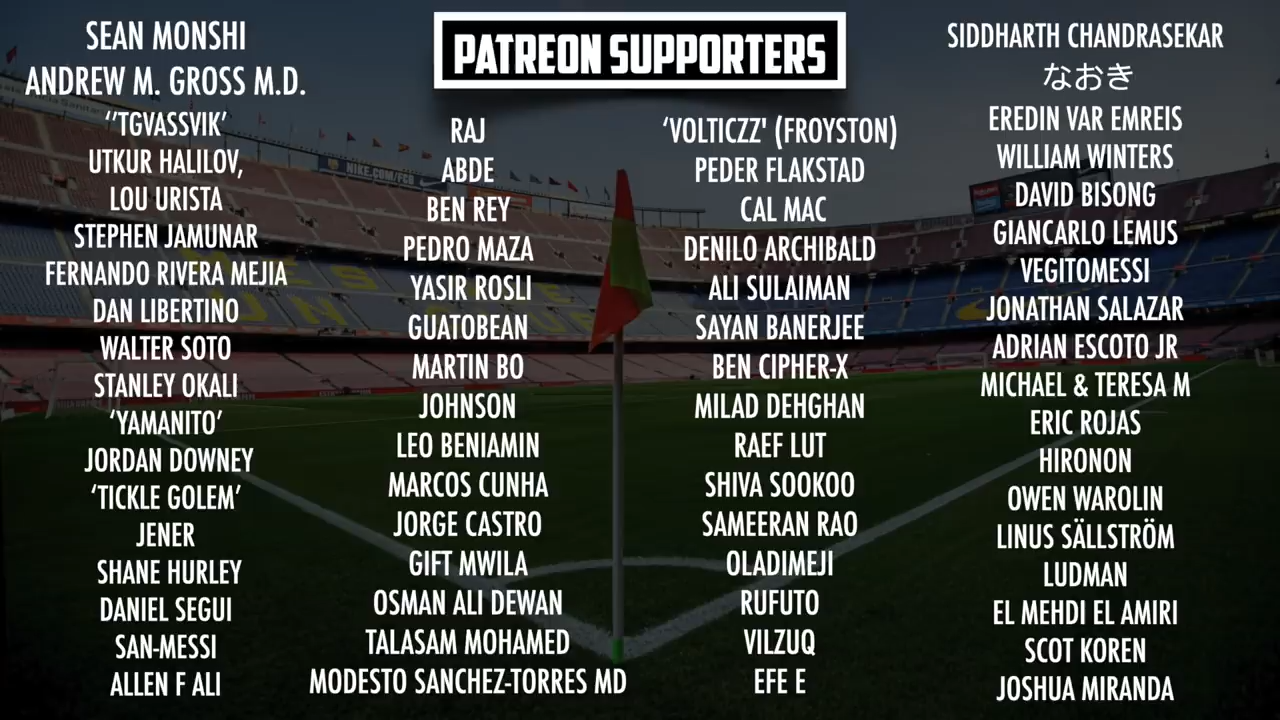 PATREON SUPPORTERS
SEAN MONSHI
ANDREW M. GROSS M.D.
‘'TGVASSVIK’
UTKUR HALILOV,
LOU URISTA
STEPHEN JAMUNAR
FERNANDO RIVERA MEJIA
DAN LIBERTINO
WALTER SOTO
STANLEY OKALI
‘YAMANITO’
JORDAN DOWNEY
‘TICKLE GOLEM’
JENER
SHANE HURLEY
DANIEL SEGUI
SAN-MESSI
ALLEN F ALI
RAJ
ABDE
BEN REY
PEDRO MAZA
YASIR ROSLI
GUATOBEAN
MARTIN BO
JOHNSON
LEO BENIAMIN
MARCOS CUNHA
JORGE CASTRO
GIFT MWILA
OSMAN ALI DEWAN
TALASAM MOHAMED
MODESTO SANCHEZ-TORRES MD
‘VOLTICZZ' (FROYSTON)
PEDER FLAKSTAD
CAL MAC
DENILO ARCHIBALD
ALI SULAIMAN
SAYAN BANERJEE
BEN CIPHER-X
MILAD DEHGHAN
RAEF LUT
SHIVA SOOKOO
SAMEERAN RAO
OLADIMEJI
RUFUTO
VILZUQ
EFE E
SIDDHARTH CHANDRASEKAR
なおき
EREDIN VAR EMREIS
WILLIAM WINTERS
DAVID BISONG
GIANCARLO LEMUS
VEGITOMESSI
JONATHAN SALAZAR
ADRIAN ESCOTO JR
MICHAEL & TERESA M
ERIC ROJAS
HIRONON
OWEN WAROLIN
LINUS SÄLLSTRÖM
LUDMAN
EL MEHDI EL AMIRI
SCOT KOREN
JOSHUA MIRANDA
NIKE.COM/FCB